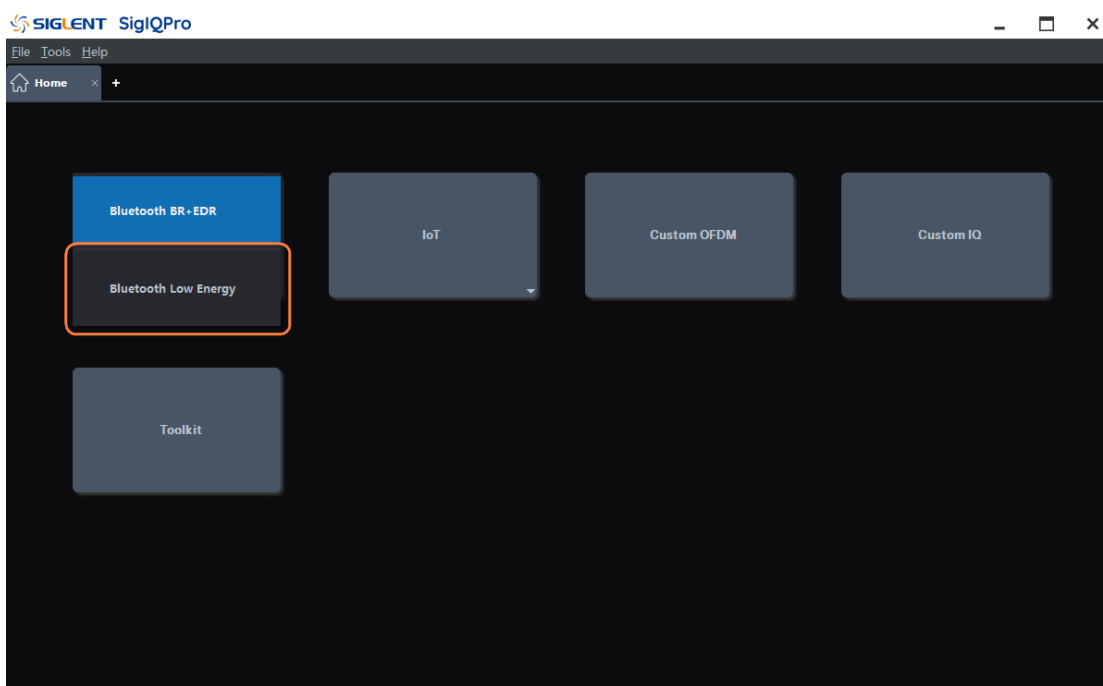 SIGLENT SigIQPro
File Tools Help
Home × +
Bluetooth BR+EDR
Bluetooth Low Energy
IoT
Custom OFDM
Custom IQ
Toolkit